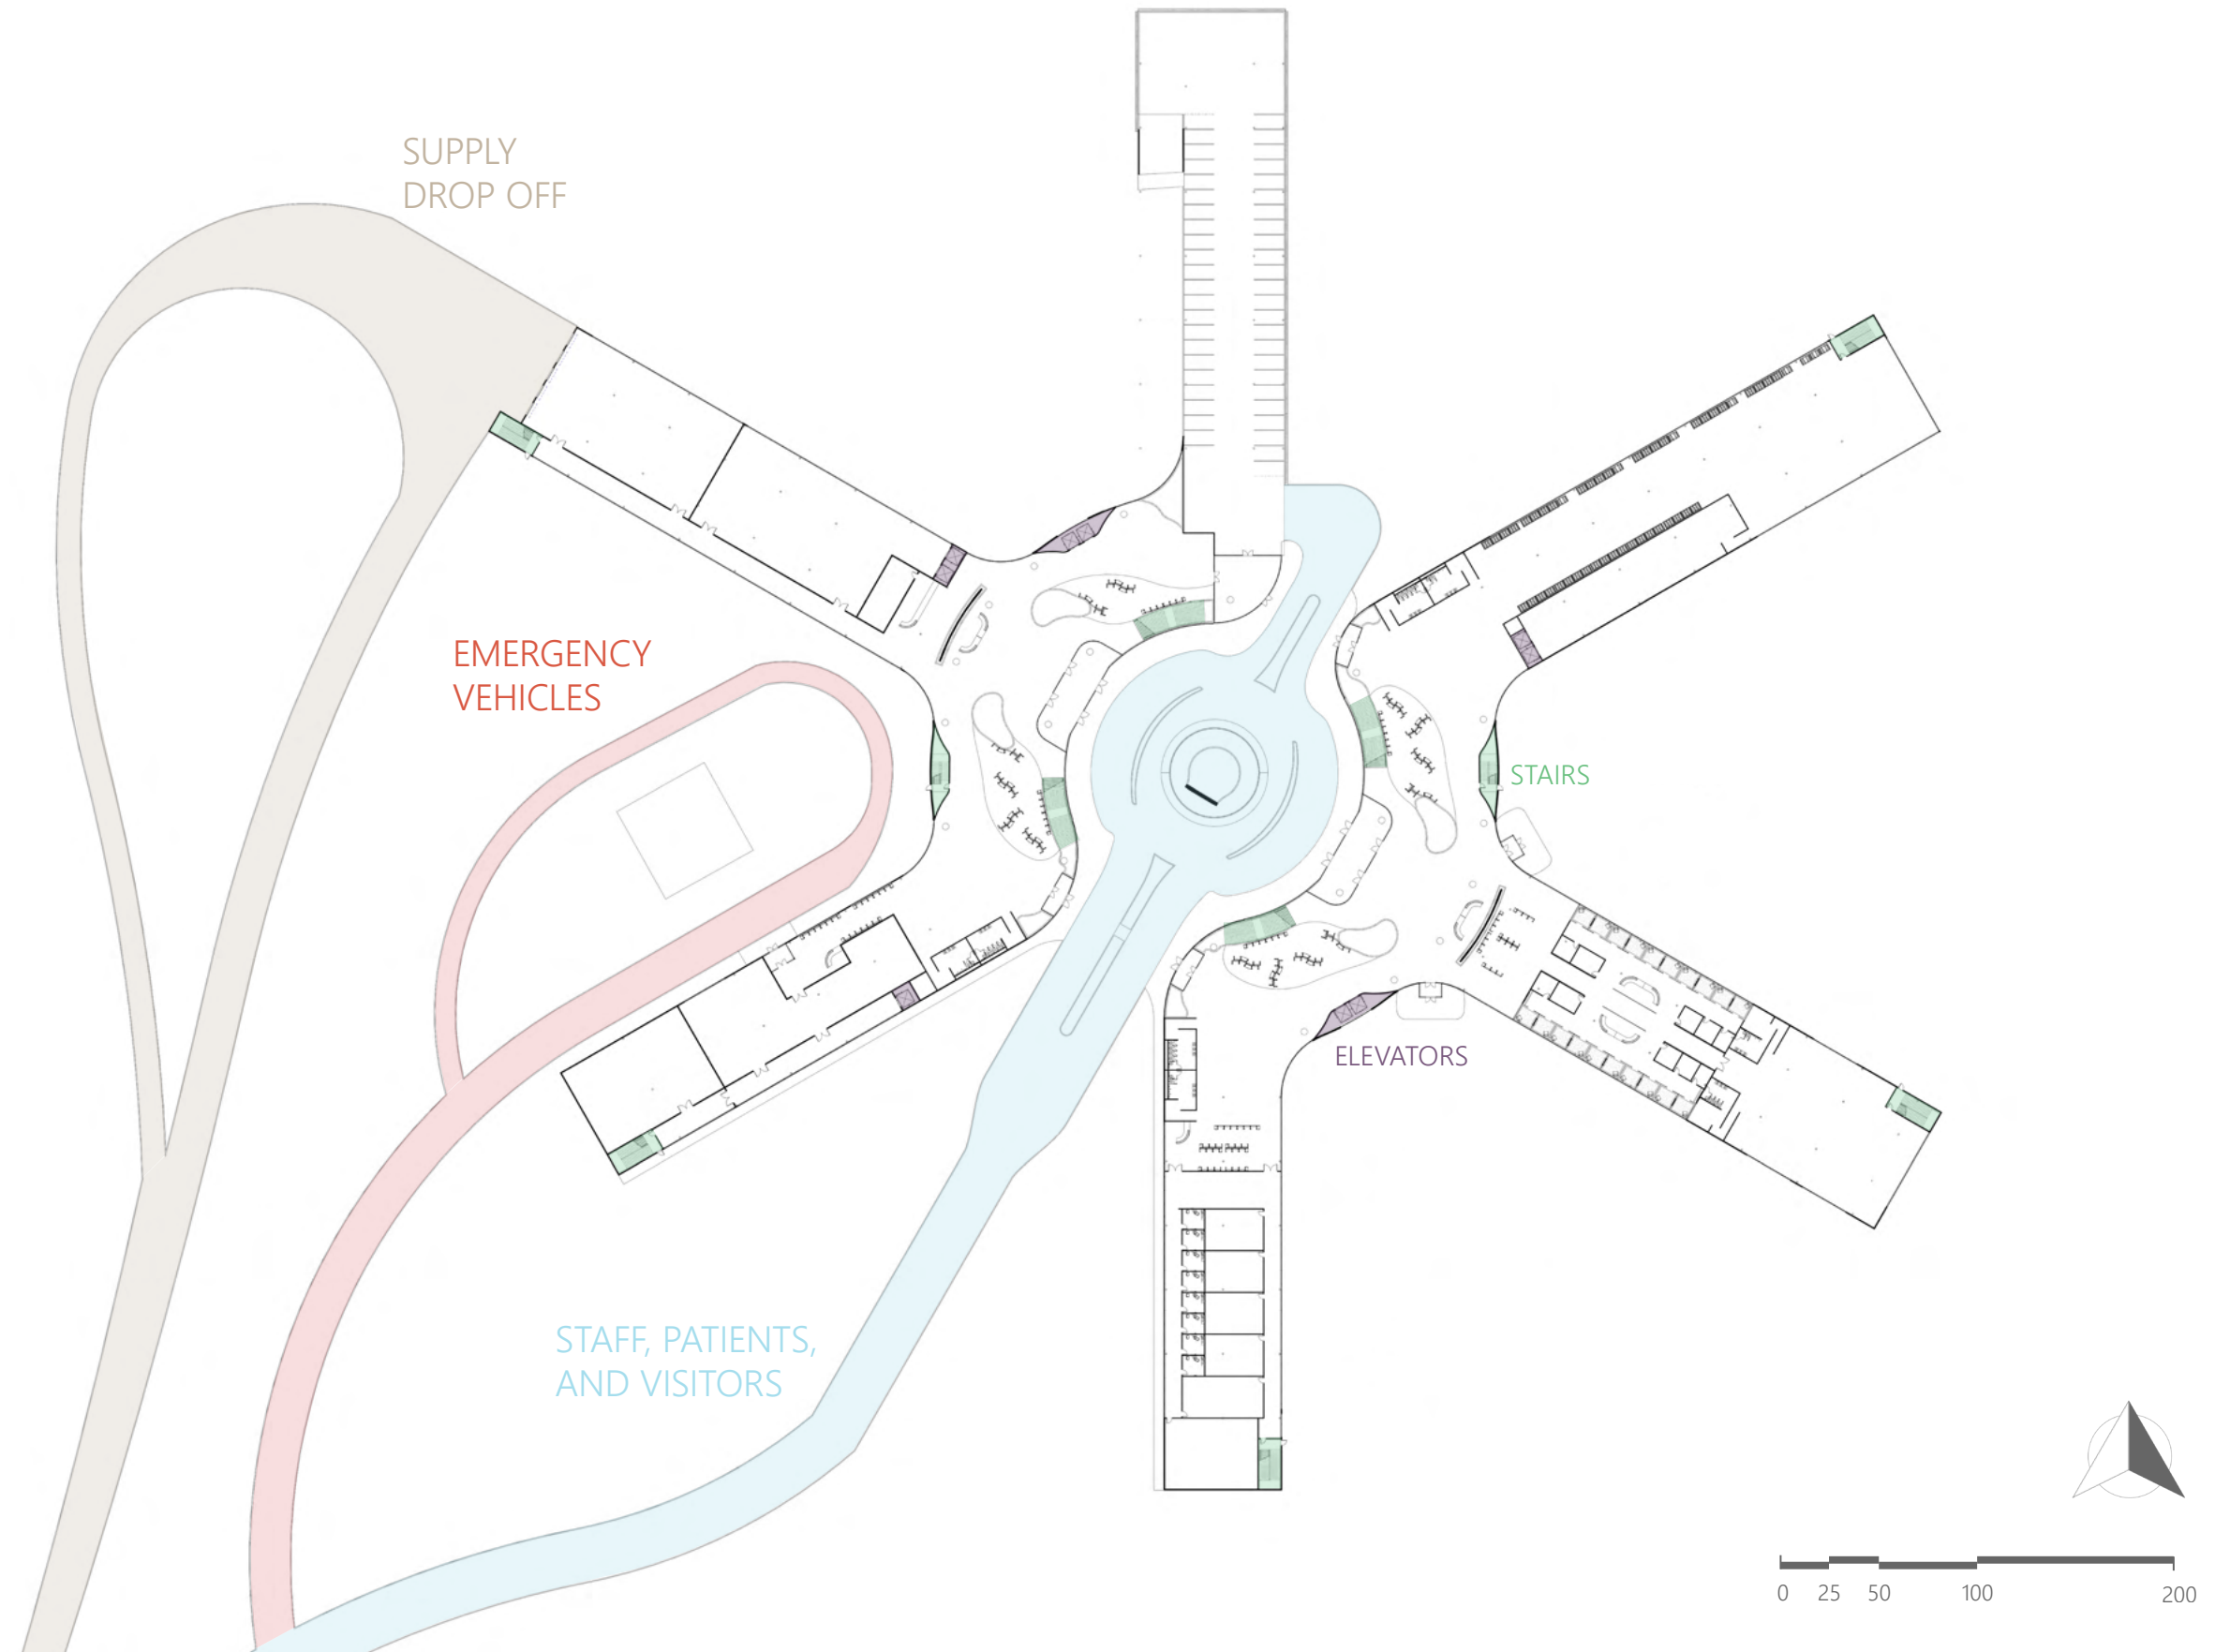 SUPPLY
DROP OFF
EMERGENCY
VEHICLES
STAIRS
ELEVATORS
STAFF, PATIENTS,
AND VISITORS
0 25 50 100 200